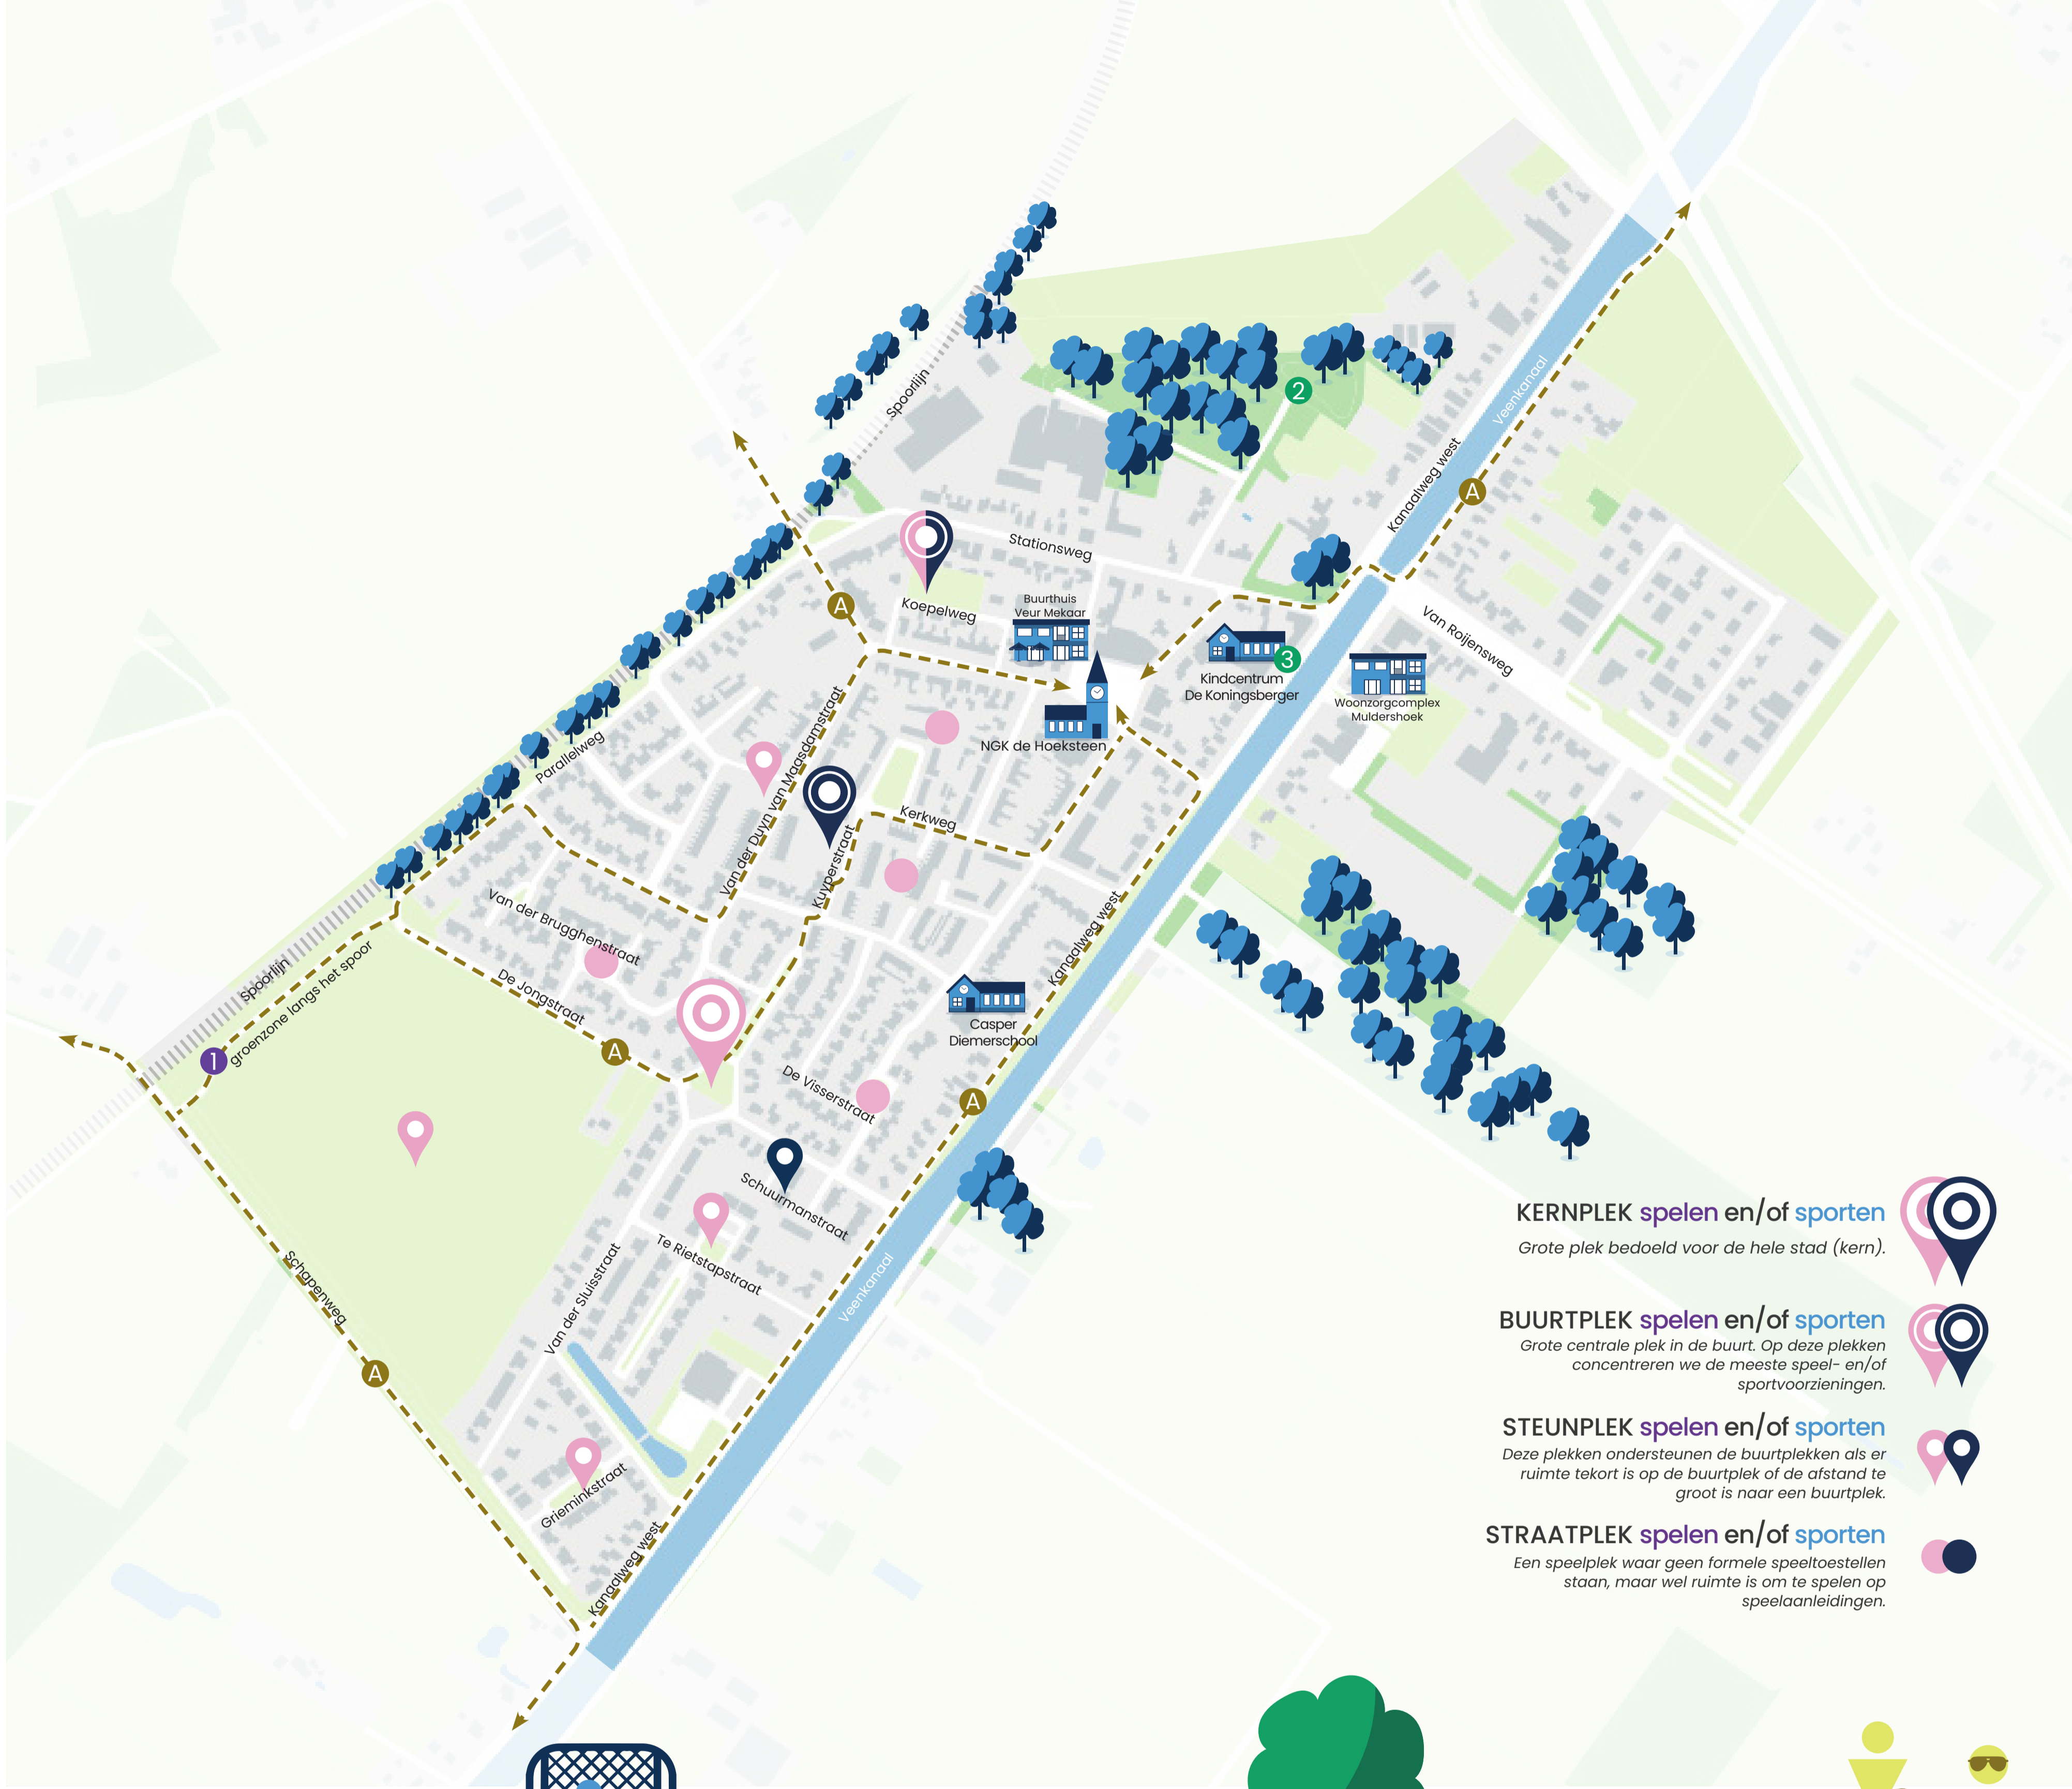 Spoorlijn
2
Veenkanaal
Kanaalweg west
A
Stationsweg
A
Koepelweg
Buurthuis
Veur Mekaar
Van Roijensweg
3
Kindcentrum
De Koningsberger
Woonzorgcomplex
Muldershoek
NGK de Hoeksteen
Parallelweg
Van der Duyn van Maasdamstraat
Kerkweg
Kuyperstraat
Van der Brugghenstraat
Kanaalweg west
Spoorlijn
groenzone langs het spoor
De Jongstraat
Casper
Diemerschool
1
A
De Visserstraat
A
Schuurmanstraat
Te Rietstapstraat
Van der Sluisstraat
Schapenweg
Veenkanaal
A
Grieminkstraat
Kanaalweg west
KERNPLEK spelen en/of sporten
Grote plek bedoeld voor de hele stad (kern).
BUURTPLEK spelen en/of sporten
Grote centrale plek in de buurt. Op deze plekken
concentreren we de meeste speel- en/of
sportvoorzieningen.
STEUNPLEK spelen en/of sporten
Deze plekken ondersteunen de buurtplekken als er
ruimte tekort is op de buurtplek of de afstand te
groot is naar een buurtplek.
STRAATPLEK spelen en/of sporten
Een speelplek waar geen formele speeltoestellen
staan, maar wel ruimte is om te spelen op
speelaanleidingen.